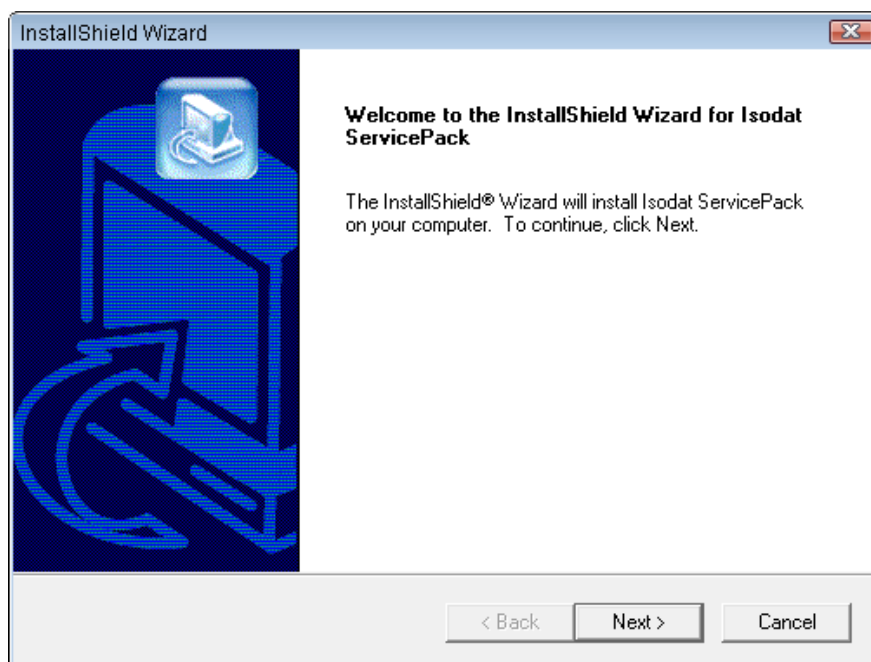 InstallShield Wizard
Welcome to the InstallShield Wizard for Isodat
ServicePack
The InstallShield® Wizard will install Isodat ServicePack
on your computer. To continue, click Next.
< Back
Next >
Cancel